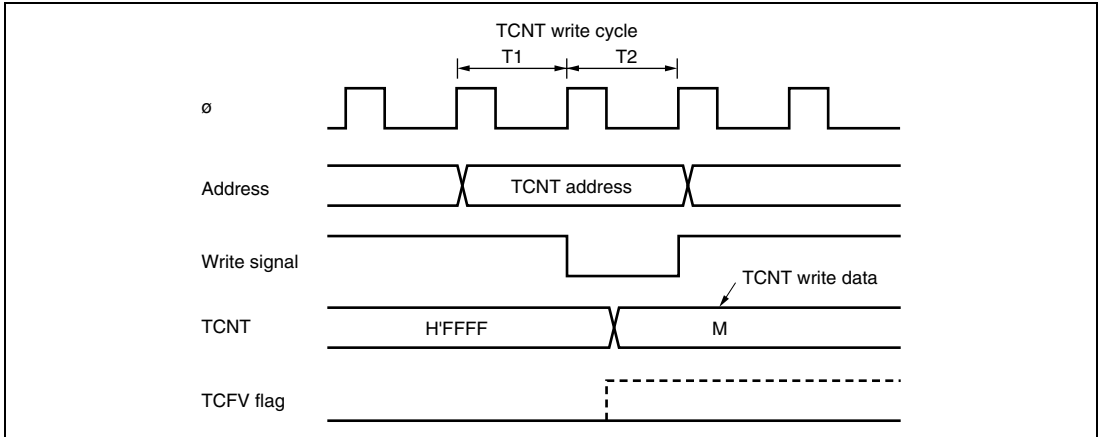 TCNT write cycle
T1 T2
ø
Address
TCNT address
Write signal
TCNT write data
TCNT
H'FFFF
M
TCFV flag